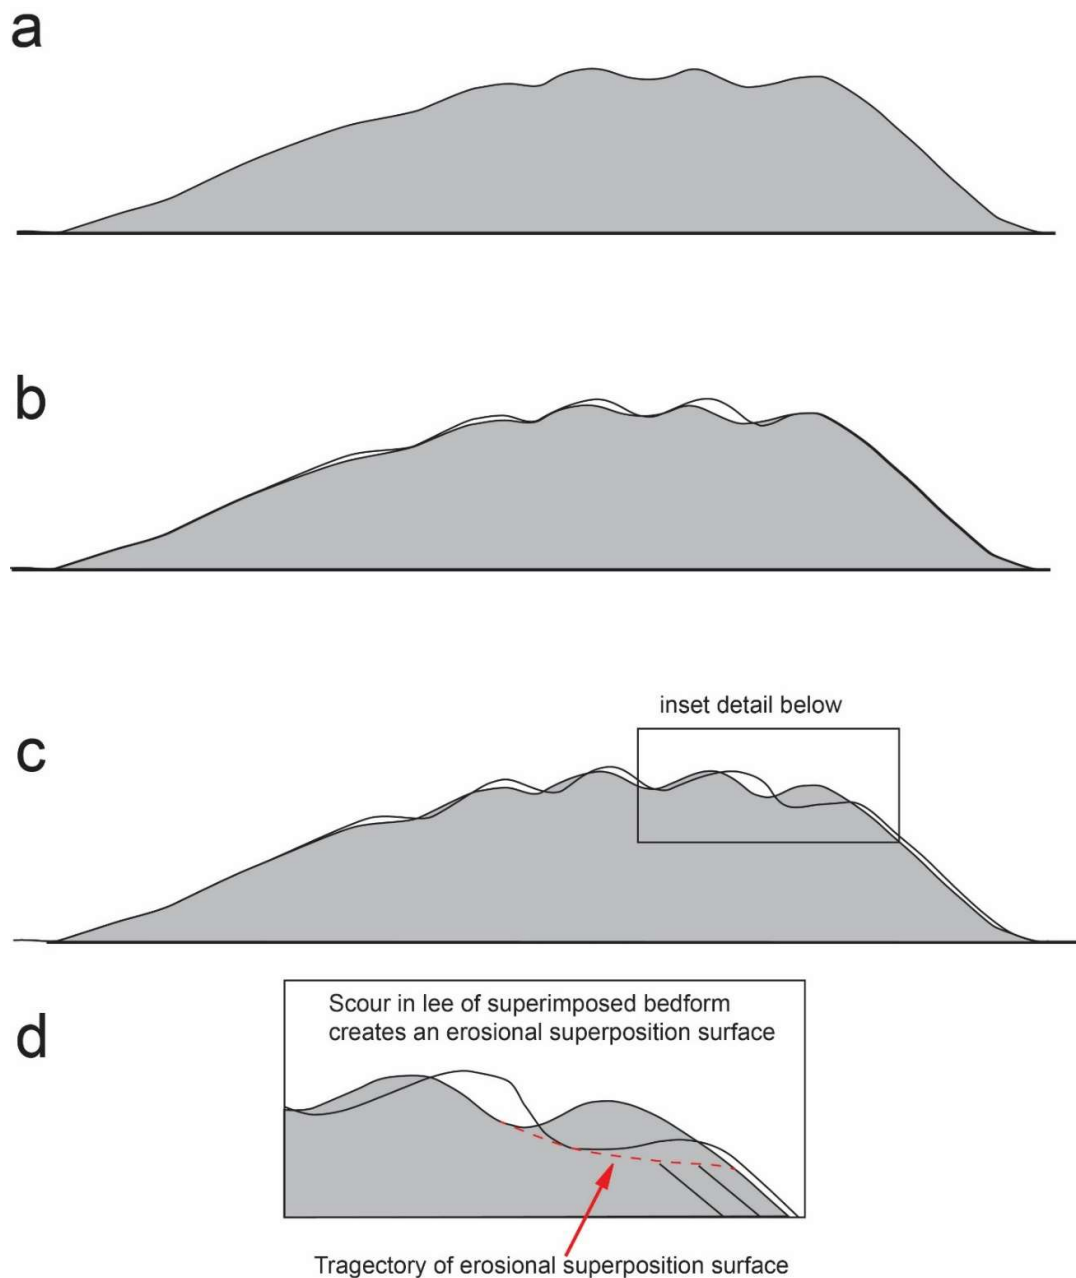 a
b
inset detail below
c
d
Scour in lee of superimposed bedform
creates an erosional superposition surface
Tragectory of erosional superposition surface